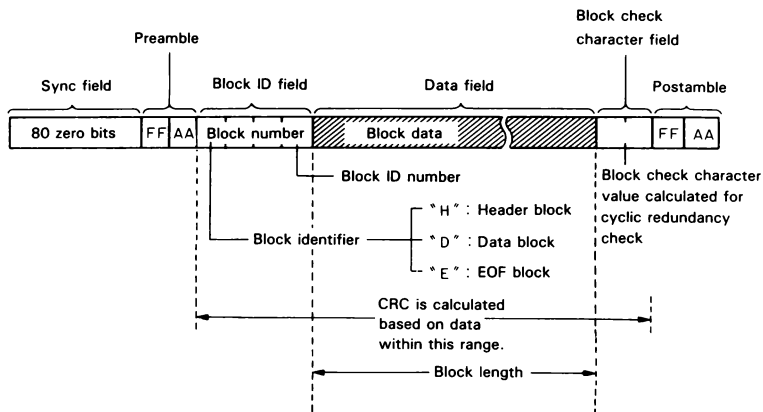 Preamble
Block check
character field
Sync field
Block ID field
Data field
Postamble
80 zero bits
FF
AA
Block number
Block data
FF
AA
Block ID number
Block check character
value calculated for
cyclic redundancy
check
Block identifier
"H" : Header block
"D" : Data block
"E" : EOF block
CRC is calculated
based on data
within this range.
Block length